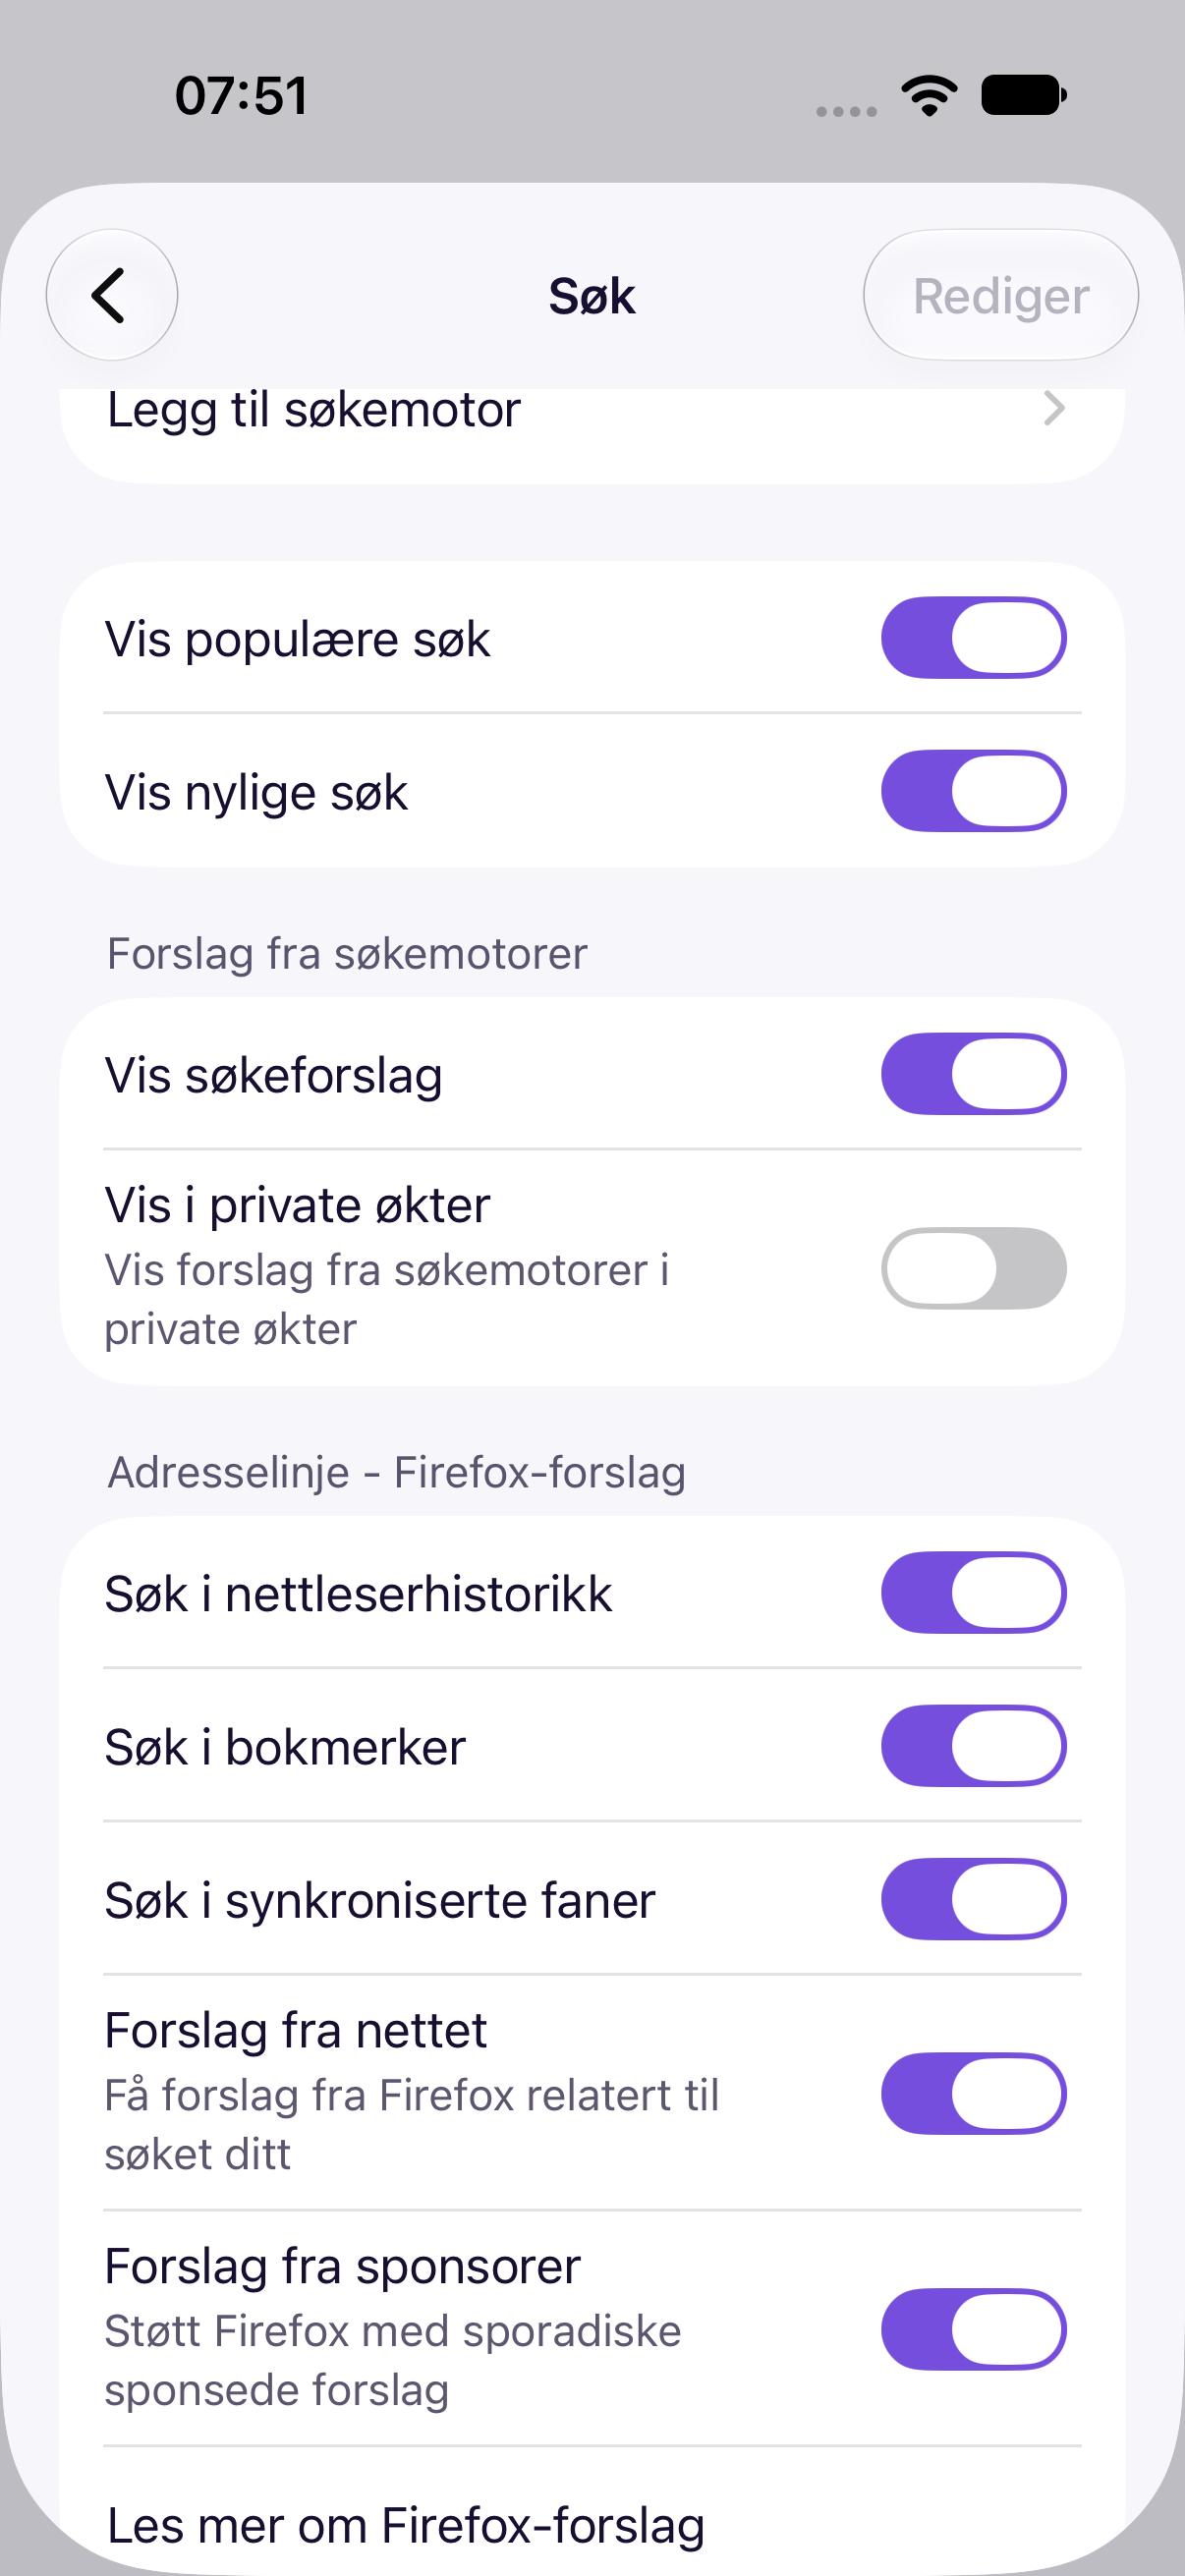 07:51
Søk
Rediger
Legg til søkemotor
Vis populære søk
Vis nylige søk
Forslag fra søkemotorer
Vis søkeforslag
Vis i private økter
Vis forslag fra søkemotorer i
private økter
Adresselinje - Firefox-forslag
Søk i nettleserhistorikk
Søk i bokmerker
Søk i synkroniserte faner
Forslag fra nettet
Få forslag fra Firefox relatert til
søket ditt
Forslag fra sponsorer
Støtt Firefox med sporadiske
sponsede forslag
Les mer om Firefox-forslag